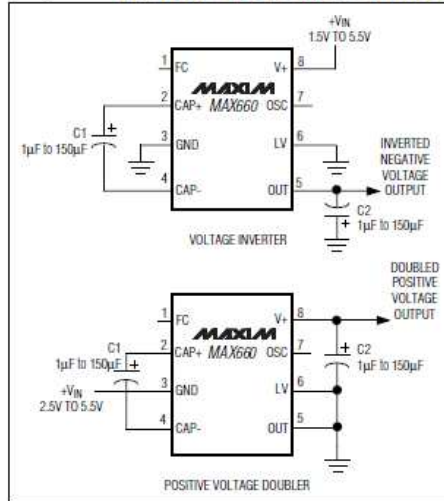 +VIN
1.5V TO 5.5V
1 FC
V+ 8
MAXIM
MAX660
2 CAP+
OSC 7
C1
+
1µF to 150µF
3 GND
LV 6
4 CAP-
OUT 5
INVERTED
NEGATIVE
VOLTAGE
OUTPUT
C2
+ 1µF to 150µF
VOLTAGE INVERTER
DOUBLED
POSITIVE
VOLTAGE
OUTPUT
1 FC
V+ 8
MAXIM
MAX660
2 CAP+
OSC 7
C1
1µF to 150µF
+
+ C2
1µF to 150µF
+VIN
2.5V TO 5.5V
3 GND
LV 6
4 CAP-
OUT 5
POSITIVE VOLTAGE DOUBLER